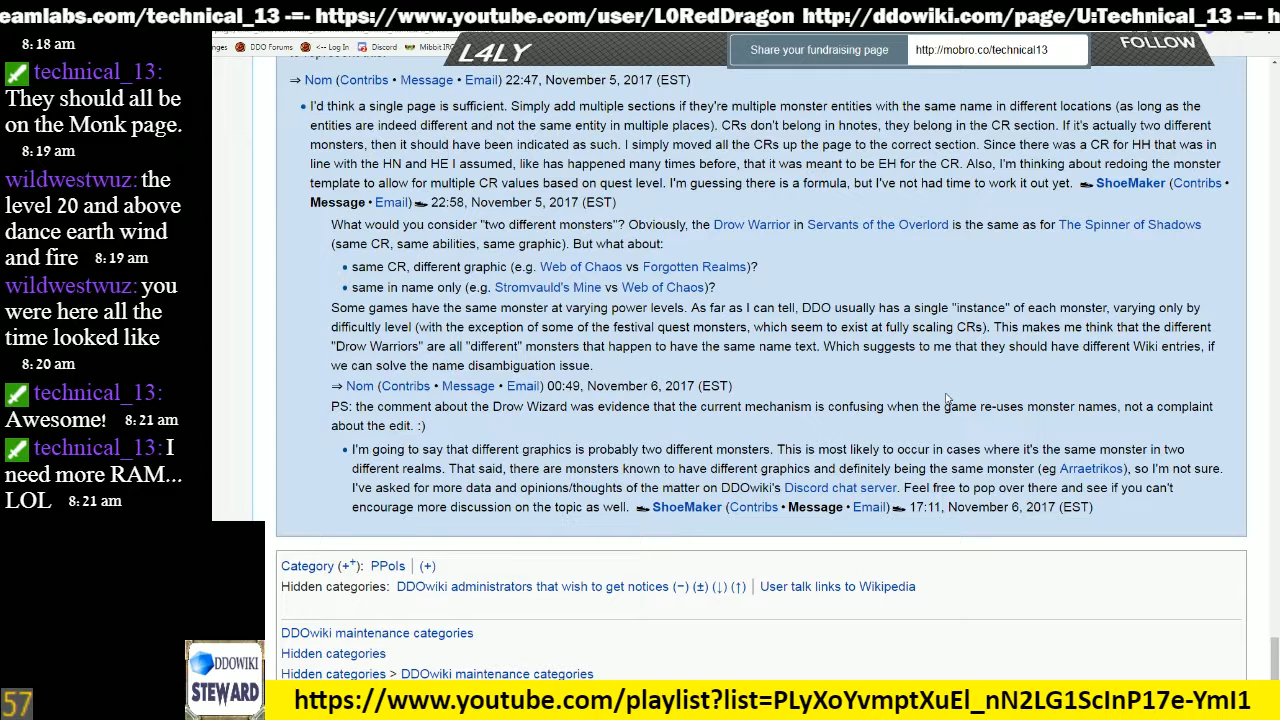 eamlabs.com/technical_13 -=- https://www.youtube.com/user/L0RedDragon http://ddowiki.com/page/U:Technical_13 -=- h
8:18 am
technical_13:
They should all be
on the Monk page.
8:19 am
wildwestwuz: the
level 20 and above
dance earth wind
and fire 8:19 am
wildwestwuz: you
were here all the
time looked like
8:20 am
technical_13:
Awesome! 8:21 am
technical_13: I
need more RAM...
LOL 8:21 am
nges DDO Forums <-- Log In Discord Mibbit IRC
L4LY
Share your fundraising page http://mobro.co/technical13
FOLLOW
⇒ Nom (Contribs • Message • Email) 22:47, November 5, 2017 (EST)
• I'd think a single page is sufficient. Simply add multiple sections if they're multiple monster entities with the same name in different locations (as long as the
entities are indeed different and not the same entity in multiple places). CRs don't belong in hnotes, they belong in the CR section. If it's actually two different
monsters, then it should have been indicated as such. I simply moved all the CRs up the page to the correct section. Since there was a CR for HH that was in
line with the HN and HE I assumed, like has happened many times before, that it was meant to be EH for the CR. Also, I'm thinking about redoing the monster
template to allow for multiple CR values based on quest level. I'm guessing there is a formula, but I've not had time to work it out yet. ShoeMaker (Contribs •
Message • Email) 22:58, November 5, 2017 (EST)
What would you consider "two different monsters"? Obviously, the Drow Warrior in Servants of the Overlord is the same as for The Spinner of Shadows
(same CR, same abilities, same graphic). But what about:
• same CR, different graphic (e.g. Web of Chaos vs Forgotten Realms)?
• same in name only (e.g. Stromvauld's Mine vs Web of Chaos)?
Some games have the same monster at varying power levels. As far as I can tell, DDO usually has a single "instance" of each monster, varying only by
difficultly level (with the exception of some of the festival quest monsters, which seem to exist at fully scaling CRs). This makes me think that the different
"Drow Warriors" are all "different" monsters that happen to have the same name text. Which suggests to me that they should have different Wiki entries, if
we can solve the name disambiguation issue.
⇒ Nom (Contribs • Message • Email) 00:49, November 6, 2017 (EST)
PS: the comment about the Drow Wizard was evidence that the current mechanism is confusing when the game re-uses monster names, not a complaint
about the edit. :)
• I'm going to say that different graphics is probably two different monsters. This is most likely to occur in cases where it's the same monster in two
different realms. That said, there are monsters known to have different graphics and definitely being the same monster (eg Arraetrikos), so I'm not sure.
I've asked for more data and opinions/thoughts of the matter on DDOwiki's Discord chat server. Feel free to pop over there and see if you can't
encourage more discussion on the topic as well. ShoeMaker (Contribs • Message • Email) 17:11, November 6, 2017 (EST)
Category (++): PPoIs | (+)
Hidden categories: DDOwiki administrators that wish to get notices (−) (±) (↓) (↑) | User talk links to Wikipedia
DDOwiki maintenance categories
Hidden categories
Hidden categories > DDOwiki maintenance categories
DDOWIKI
STEWARD
57
https://www.youtube.com/playlist?list=PLyXoYvmptXuEl_nN2LG1ScInP17e-YmI1